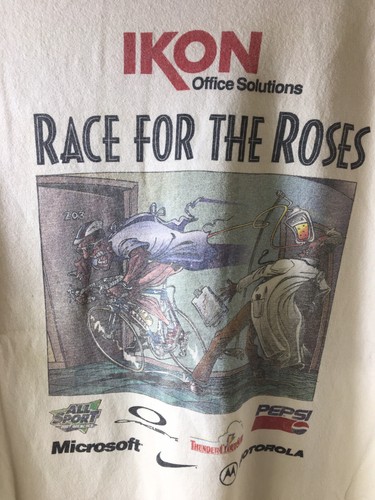 IKON
Office Solutions
RACE FOR THE ROSES
203
ALL
SPORT
PEPSI
Microsoft
MOTOROLA